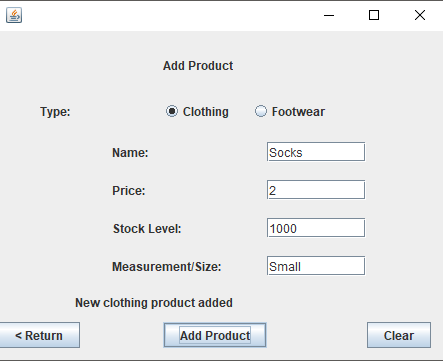 Add Product
Type: Clothing Footwear
Name: Socks
Price: 2
Stock Level: 1000
Measurement/Size: Small
New clothing product added
< Return Add Product Clear